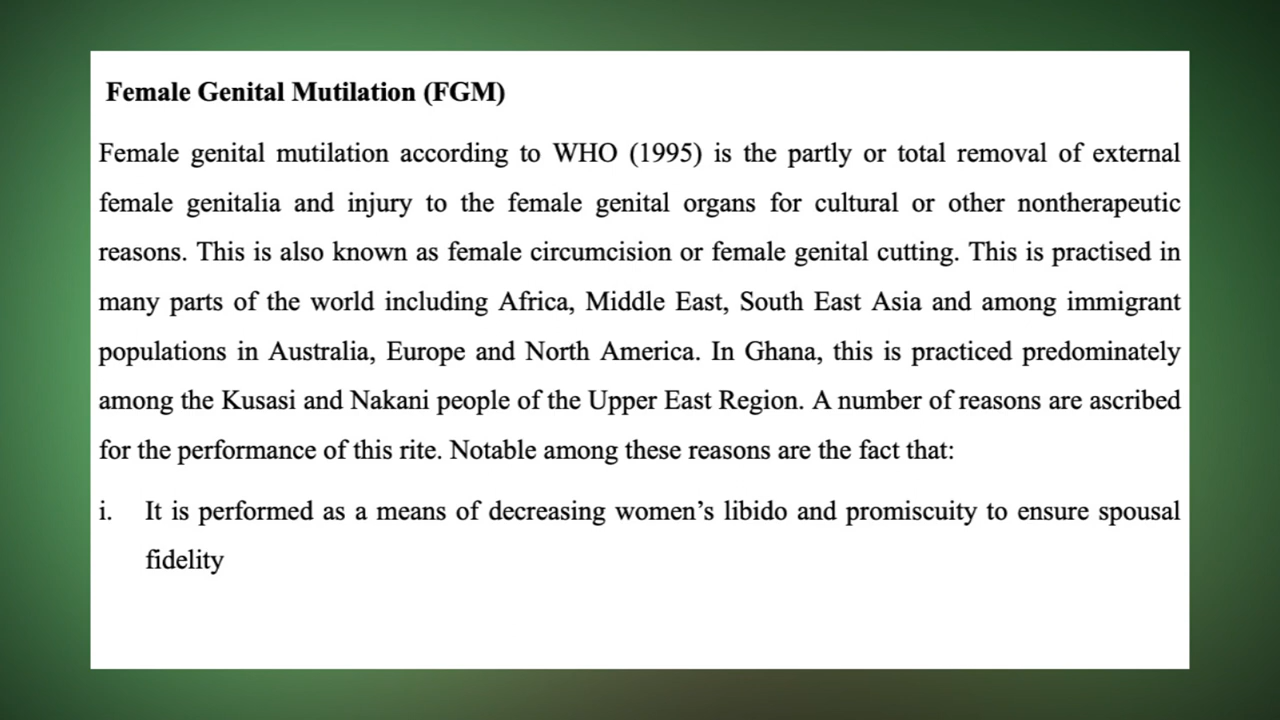 Female Genital Mutilation (FGM)
Female genital mutilation according to WHO (1995) is the partly or total removal of external
female genitalia and injury to the female genital organs for cultural or other nontherapeutic
reasons. This is also known as female circumcision or female genital cutting. This is practised in
many parts of the world including Africa, Middle East, South East Asia and among immigrant
populations in Australia, Europe and North America. In Ghana, this is practiced predominately
among the Kusasi and Nakani people of the Upper East Region. A number of reasons are ascribed
for the performance of this rite. Notable among these reasons are the fact that:
i. It is performed as a means of decreasing women’s libido and promiscuity to ensure spousal
fidelity